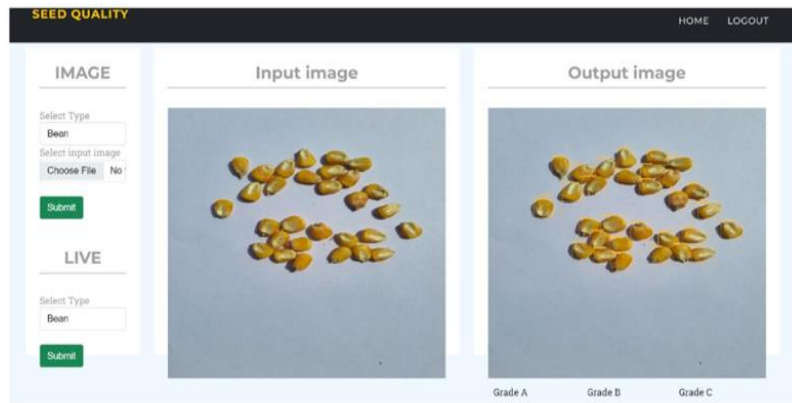 SEED QUALITY
HOME LOGOUT
IMAGE
Select Type
Bean
Select input image
Choose File No
Submit
LIVE
Select Type
Bean
Submit
Input image
Output image
Grade A Grade B Grade C